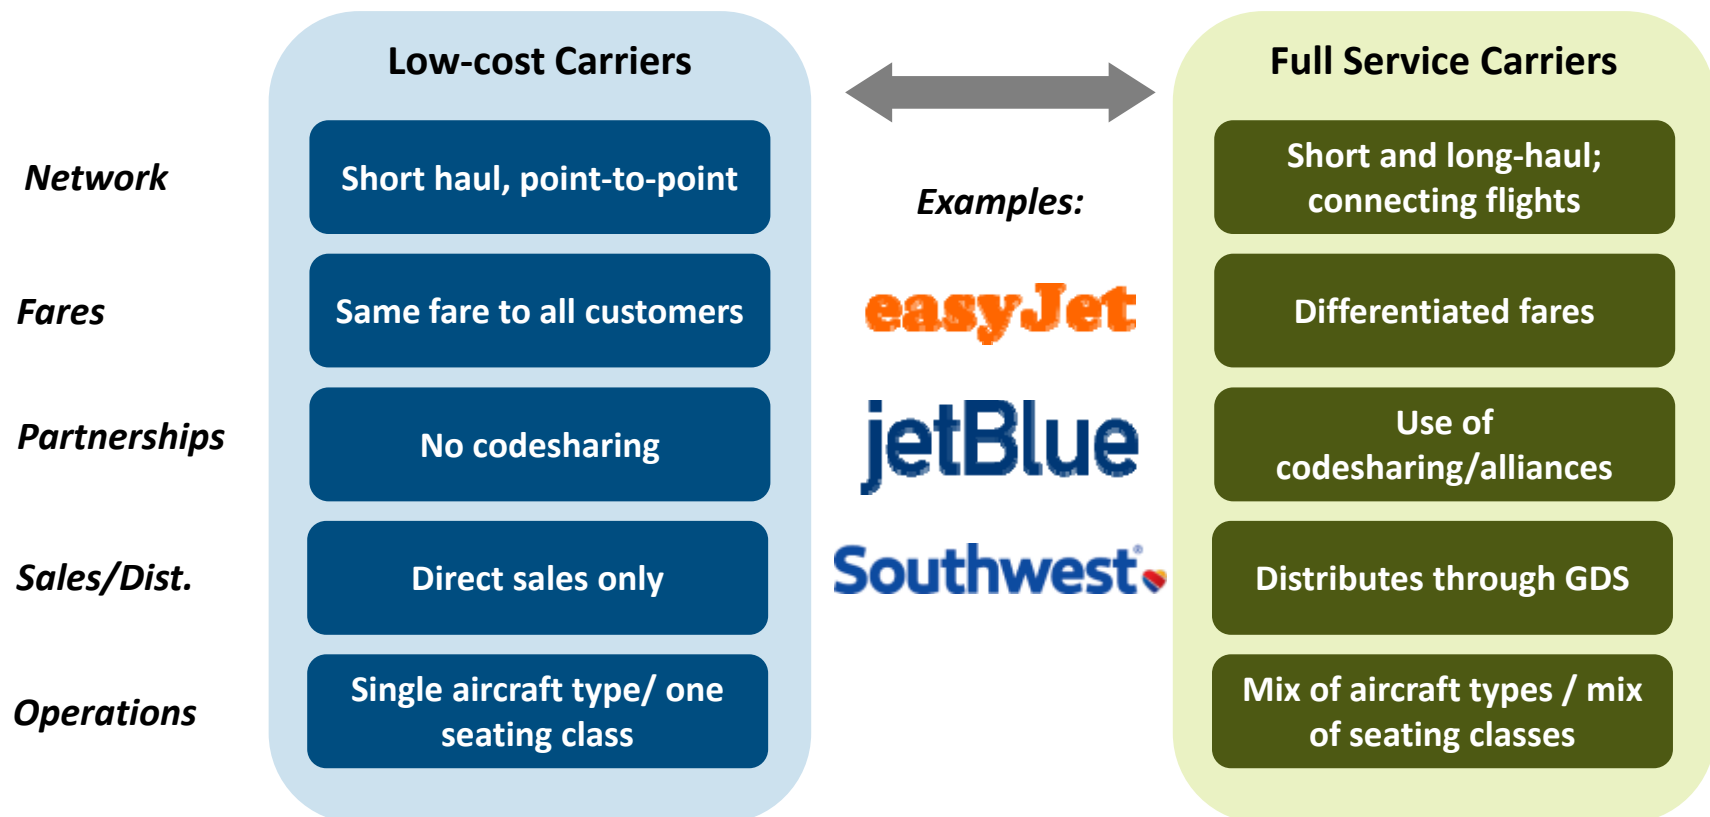 Low-cost Carriers
Full Service Carriers
Network
Short haul, point-to-point
Examples:
Short and long-haul;
connecting flights
Fares
Same fare to all customers
easyJet
Differentiated fares
Partnerships
No codesharing
jetBlue
Use of
codesharing/alliances
Sales/Dist.
Direct sales only
Southwest®
Distributes through GDS
Operations
Single aircraft type/ one
seating class
Mix of aircraft types / mix
of seating classes